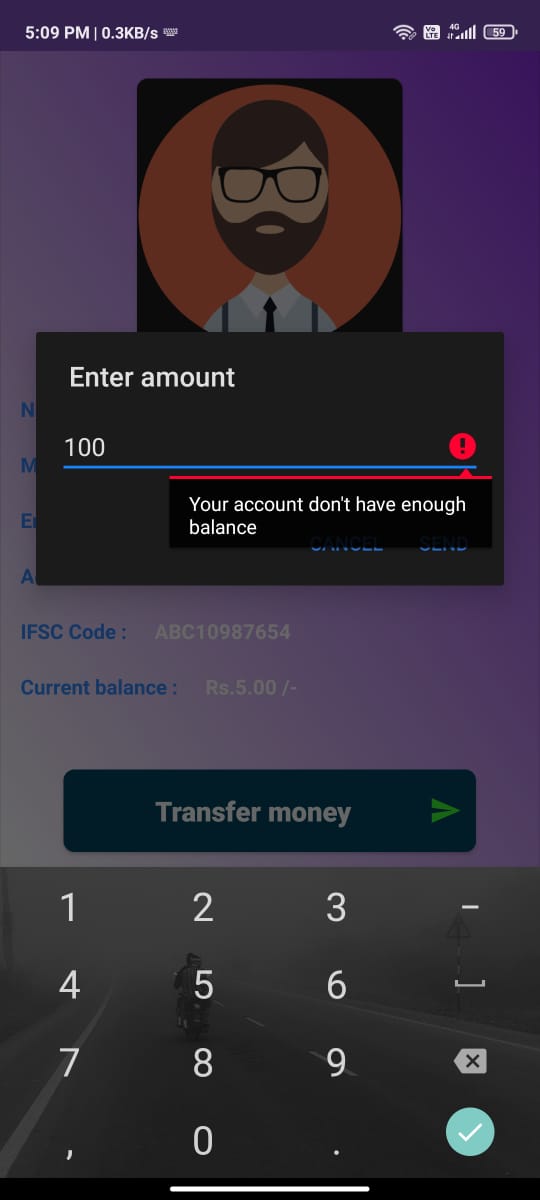 5:09 PM | 0.3KB/s
Vo
LTE
4G
59
Enter amount
100
Your account don't have enough
balance
CANCEL SEND
IFSC Code : ABC10987654
Current balance : Rs.5.00 /-
Transfer money
1 2 3 –
4 5 6
7 8 9
, 0 .